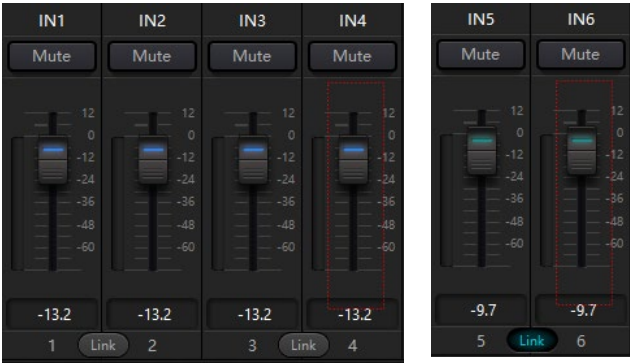 IN1 IN2 IN3 IN4 IN5 IN6
Mute Mute Mute Mute Mute Mute
12 12 12 12 12 12
0 0 0 0 0 0
-12 -12 -12 -12 -12 -12
-24 -24 -24 -24 -24 -24
-36 -36 -36 -36 -36 -36
-48 -48 -48 -48 -48 -48
-60 -60 -60 -60 -60 -60
-13.2 -13.2 -13.2 -13.2 -9.7 -9.7
1 Link 2 3 Link 4 5 Link 6